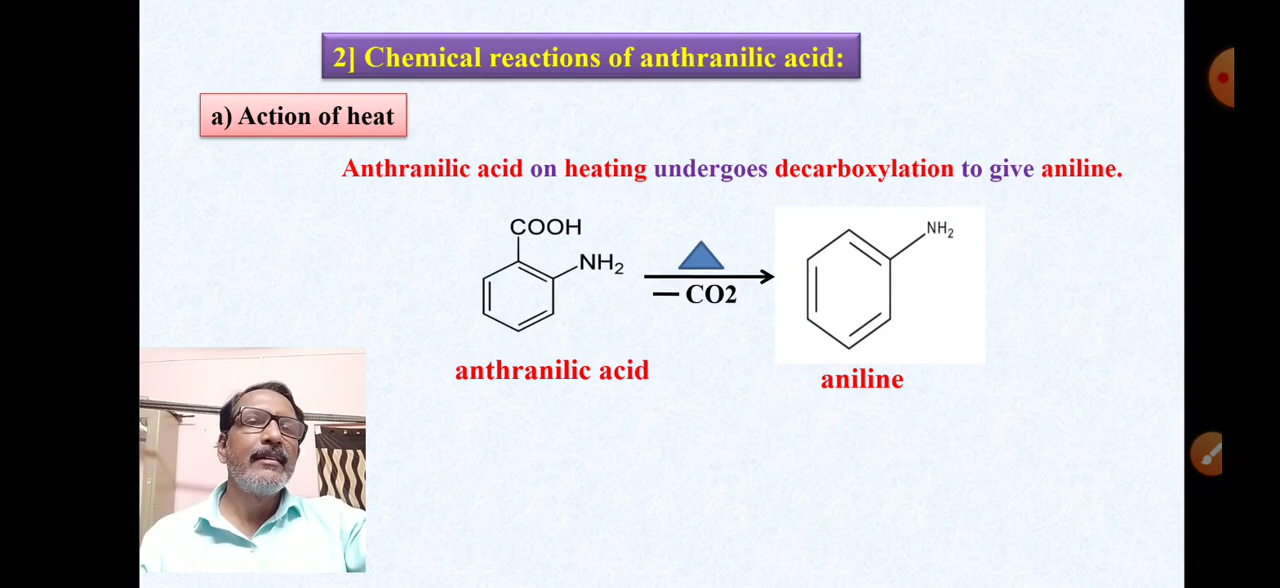 2] Chemical reactions of anthranilic acid:
a) Action of heat
Anthranilic acid on heating undergoes decarboxylation to give aniline.
COOH
NH2
— CO2
NH2
anthranilic acid
aniline